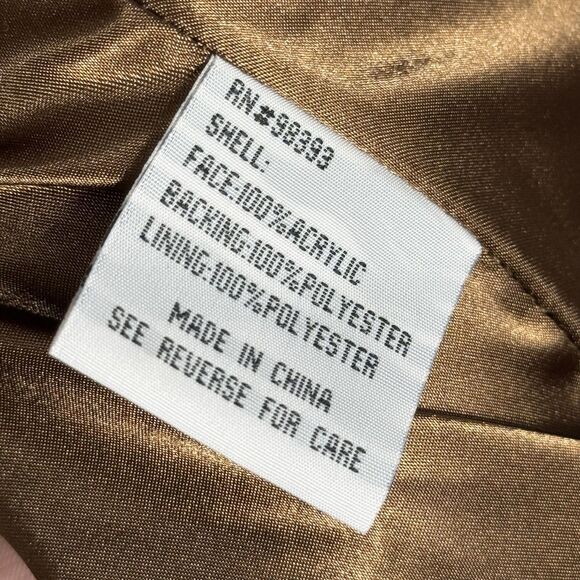 RN#98393
SHELL:
FACE:100%ACRYLIC
BACKING:100%POLYESTER
LINING:100%POLYESTER
MADE IN CHINA
SEE REVERSE FOR CARE